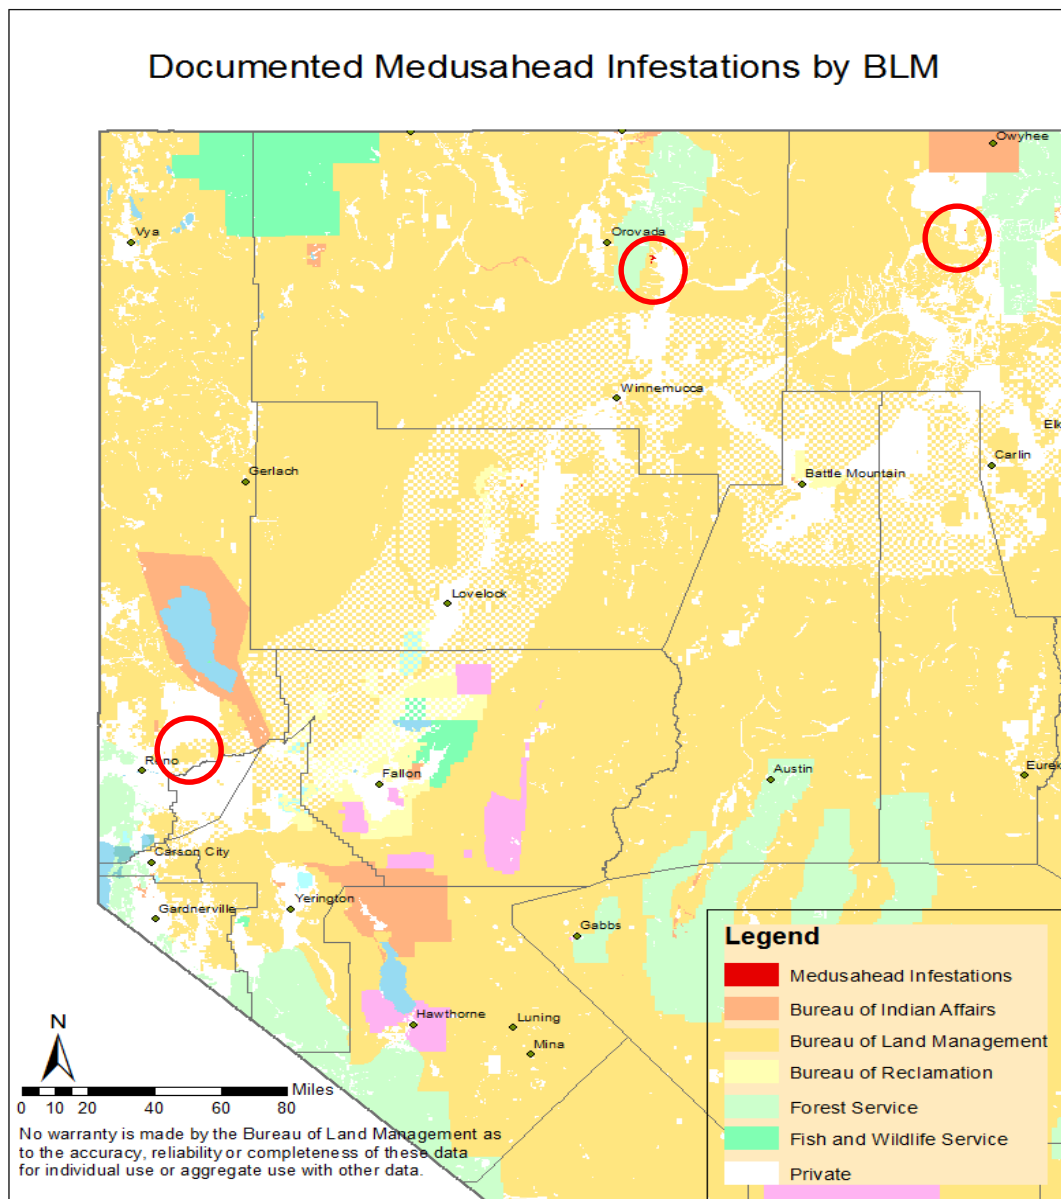 Documented Medusahead Infestations by BLM
Owyhee
Vya
Orovada
Winnemucca
Elk
Carlin
Gerlach
Battle Mountain
Lovelock
Reno
Fallon
Austin
Eurek
Carson City
Gardnerville
Yerington
Gabbs
Hawthorne
Luning
Mina
Legend
Medusahead Infestations
Bureau of Indian Affairs
Bureau of Land Management
Bureau of Reclamation
Forest Service
Fish and Wildlife Service
Private
N
Miles
0 10 20 40 60 80
No warranty is made by the Bureau of Land Management as
to the accuracy, reliability or completeness of these data
for individual use or aggregate use with other data.